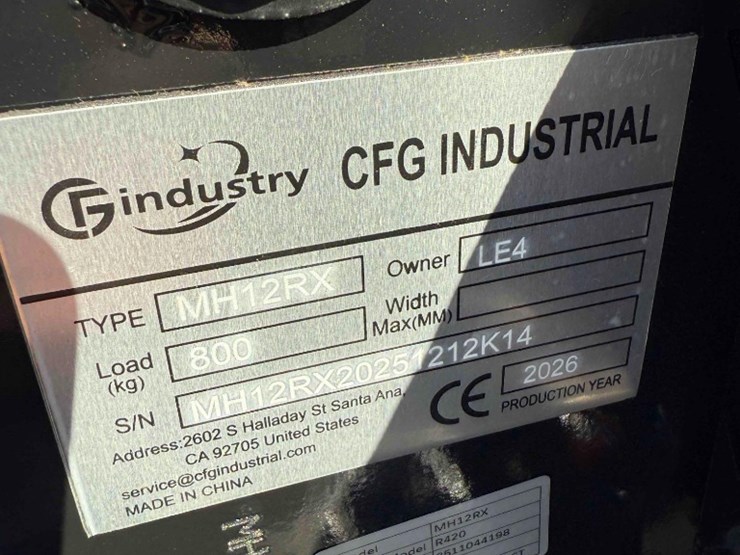 Gindustry CFG INDUSTRIAL
TYPE MH12RX Owner LE4
Load (kg) 800 Width Max(MM)
S/N MH12RX20251212K14
Address:2602 S Halladay St Santa Ana,
CA 92705 United States
service@cfgindustrial.com
MADE IN CHINA
CE 2026
PRODUCTION YEAR
MH12RX
R420